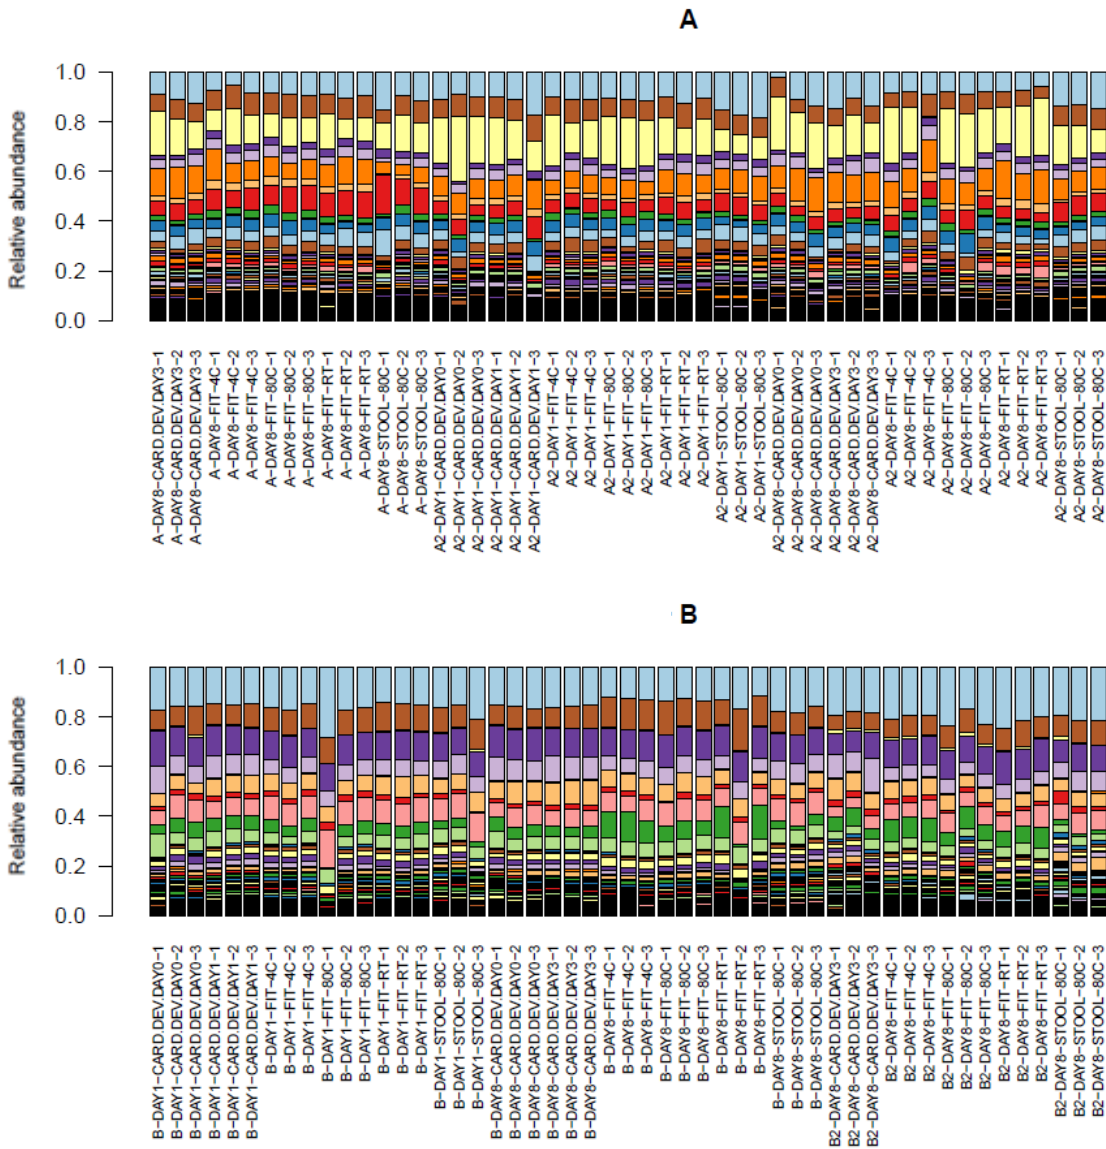 A
Relative abundance
1.0
0.8
0.6
0.4
0.2
0.0
A-DAY8-CARD.DEV.DAY3-1
A-DAY8-CARD.DEV.DAY3-2
A-DAY8-CARD.DEV.DAY3-3
A-DAY8-FIT-4C-1
A-DAY8-FIT-4C-2
A-DAY8-FIT-4C-3
A-DAY8-FIT-80C-1
A-DAY8-FIT-80C-2
A-DAY8-FIT-80C-3
A-DAY8-FIT-RT-1
A-DAY8-FIT-RT-2
A-DAY8-FIT-RT-3
A-DAY8-STOOL-80C-1
A-DAY8-STOOL-80C-2
A-DAY8-STOOL-80C-3
A2-DAY1-CARD.DEV.DAY0-1
A2-DAY1-CARD.DEV.DAY0-2
A2-DAY1-CARD.DEV.DAY0-3
A2-DAY1-CARD.DEV.DAY1-1
A2-DAY1-CARD.DEV.DAY1-2
A2-DAY1-CARD.DEV.DAY1-3
A2-DAY1-FIT-4C-1
A2-DAY1-FIT-4C-2
A2-DAY1-FIT-4C-3
A2-DAY1-FIT-80C-1
A2-DAY1-FIT-80C-2
A2-DAY1-FIT-80C-3
A2-DAY1-FIT-RT-1
A2-DAY1-FIT-RT-2
A2-DAY1-FIT-RT-3
A2-DAY1-STOOL-80C-1
A2-DAY1-STOOL-80C-2
A2-DAY1-STOOL-80C-3
A2-DAY8-CARD.DEV.DAY0-1
A2-DAY8-CARD.DEV.DAY0-2
A2-DAY8-CARD.DEV.DAY0-3
A2-DAY8-CARD.DEV.DAY3-1
A2-DAY8-CARD.DEV.DAY3-2
A2-DAY8-CARD.DEV.DAY3-3
A2-DAY8-FIT-4C-1
A2-DAY8-FIT-4C-2
A2-DAY8-FIT-4C-3
A2-DAY8-FIT-80C-1
A2-DAY8-FIT-80C-2
A2-DAY8-FIT-80C-3
A2-DAY8-FIT-RT-1
A2-DAY8-FIT-RT-2
A2-DAY8-FIT-RT-3
A2-DAY8-STOOL-80C-1
A2-DAY8-STOOL-80C-2
A2-DAY8-STOOL-80C-3
B
Relative abundance
1.0
0.8
0.6
0.4
0.2
0.0
B-DAY1-CARD.DEV.DAY0-1
B-DAY1-CARD.DEV.DAY0-2
B-DAY1-CARD.DEV.DAY0-3
B-DAY1-CARD.DEV.DAY1-1
B-DAY1-CARD.DEV.DAY1-2
B-DAY1-CARD.DEV.DAY1-3
B-DAY1-FIT-4C-1
B-DAY1-FIT-4C-2
B-DAY1-FIT-4C-3
B-DAY1-FIT-80C-1
B-DAY1-FIT-80C-2
B-DAY1-FIT-80C-3
B-DAY1-FIT-RT-1
B-DAY1-FIT-RT-2
B-DAY1-FIT-RT-3
B-DAY1-STOOL-80C-1
B-DAY1-STOOL-80C-2
B-DAY1-STOOL-80C-3
B-DAY8-CARD.DEV.DAY0-1
B-DAY8-CARD.DEV.DAY0-2
B-DAY8-CARD.DEV.DAY0-3
B-DAY8-CARD.DEV.DAY3-1
B-DAY8-CARD.DEV.DAY3-2
B-DAY8-CARD.DEV.DAY3-3
B-DAY8-FIT-4C-1
B-DAY8-FIT-4C-2
B-DAY8-FIT-4C-3
B-DAY8-FIT-80C-1
B-DAY8-FIT-80C-2
B-DAY8-FIT-80C-3
B-DAY8-FIT-RT-1
B-DAY8-FIT-RT-2
B-DAY8-FIT-RT-3
B-DAY8-STOOL-80C-1
B-DAY8-STOOL-80C-2
B-DAY8-STOOL-80C-3
B2-DAY8-CARD.DEV.DAY3-1
B2-DAY8-CARD.DEV.DAY3-2
B2-DAY8-CARD.DEV.DAY3-3
B2-DAY8-FIT-4C-1
B2-DAY8-FIT-4C-2
B2-DAY8-FIT-4C-3
B2-DAY8-FIT-80C-1
B2-DAY8-FIT-80C-2
B2-DAY8-FIT-80C-3
B2-DAY8-FIT-RT-1
B2-DAY8-FIT-RT-2
B2-DAY8-FIT-RT-3
B2-DAY8-STOOL-80C-1
B2-DAY8-STOOL-80C-2
B2-DAY8-STOOL-80C-3